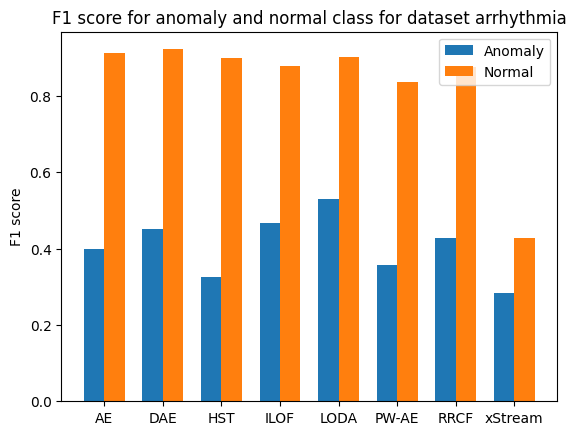 F1 score for anomaly and normal class for dataset arrhythmia
Anomaly
Normal
F1 score
0.8
0.6
0.4
0.2
0.0
AE DAE HST ILOF LODA PW-AE RRCF xStream